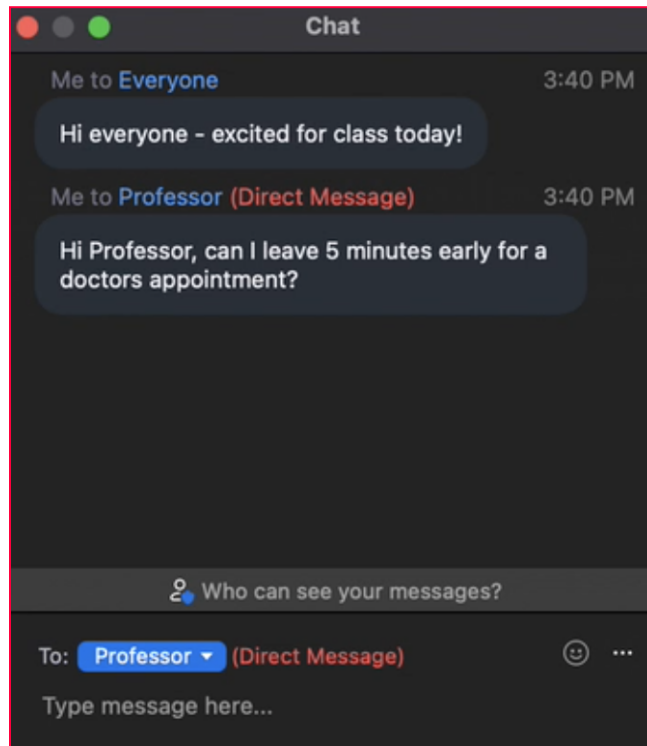 Chat
Me to Everyone 3:40 PM
Hi everyone - excited for class today!
Me to Professor (Direct Message) 3:40 PM
Hi Professor, can I leave 5 minutes early for a
doctors appointment?
Who can see your messages?
To: Professor (Direct Message)
Type message here...